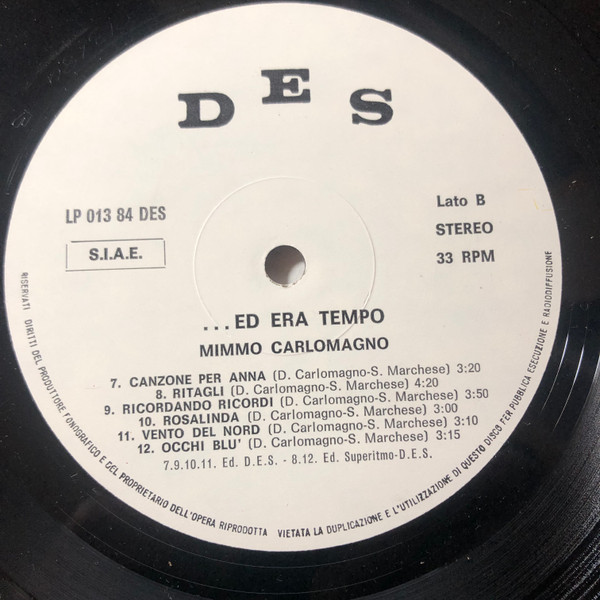 DES
LP 013 84 DES
S.I.A.E.
Lato B
STEREO
33 RPM
...ED ERA TEMPO
MIMMO CARLOMAGNO
7. CANZONE PER ANNA (D. Carlomagno-S. Marchese) 3:20
8. RITAGLI (D. Carlomagno-S. Marchese) 4:20
9. RICORDANDO RICORDI (D. Carlomagno-S. Marchese) 3:50
10. ROSALINDA (D. Carlomagno-S. Marchese) 3:00
11. VENTO DEL NORD (D. Carlomagno-S. Marchese) 3:10
12. OCCHI BLU' (D. Carlomagno-S. Marchese) 3:15
7.9.10.11. Ed. D.E.S. - 8.12. Ed. Superitmo-D.E.S.
RISERVATI DIRITTI DEL PRODUTTORE FONOGRAFICO E DEL PROPRIETARIO DELL'OPERA RIPRODOTTA VIETATA LA DUPLICAZIONE E L'UTILIZZAZIONE DI QUESTO DISCO PER PUBBLICA ESECUZIONE E RADIODIFFUSIONE